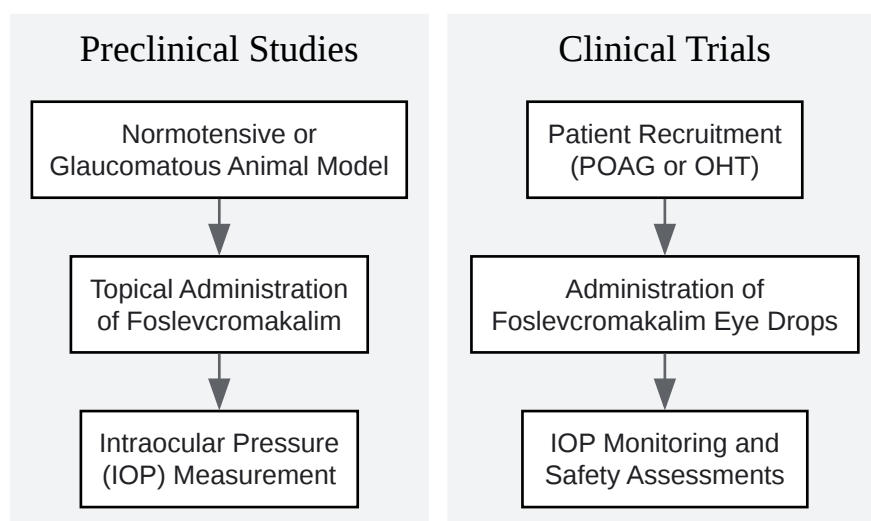 Preclinical Studies
Normotensive or
Glaucomatous Animal Model
Topical Administration
of Foslevcromakalim
Intraocular Pressure
(IOP) Measurement
Clinical Trials
Patient Recruitment
(POAG or OHT)
Administration of
Foslevcromakalim Eye Drops
IOP Monitoring and
Safety Assessments